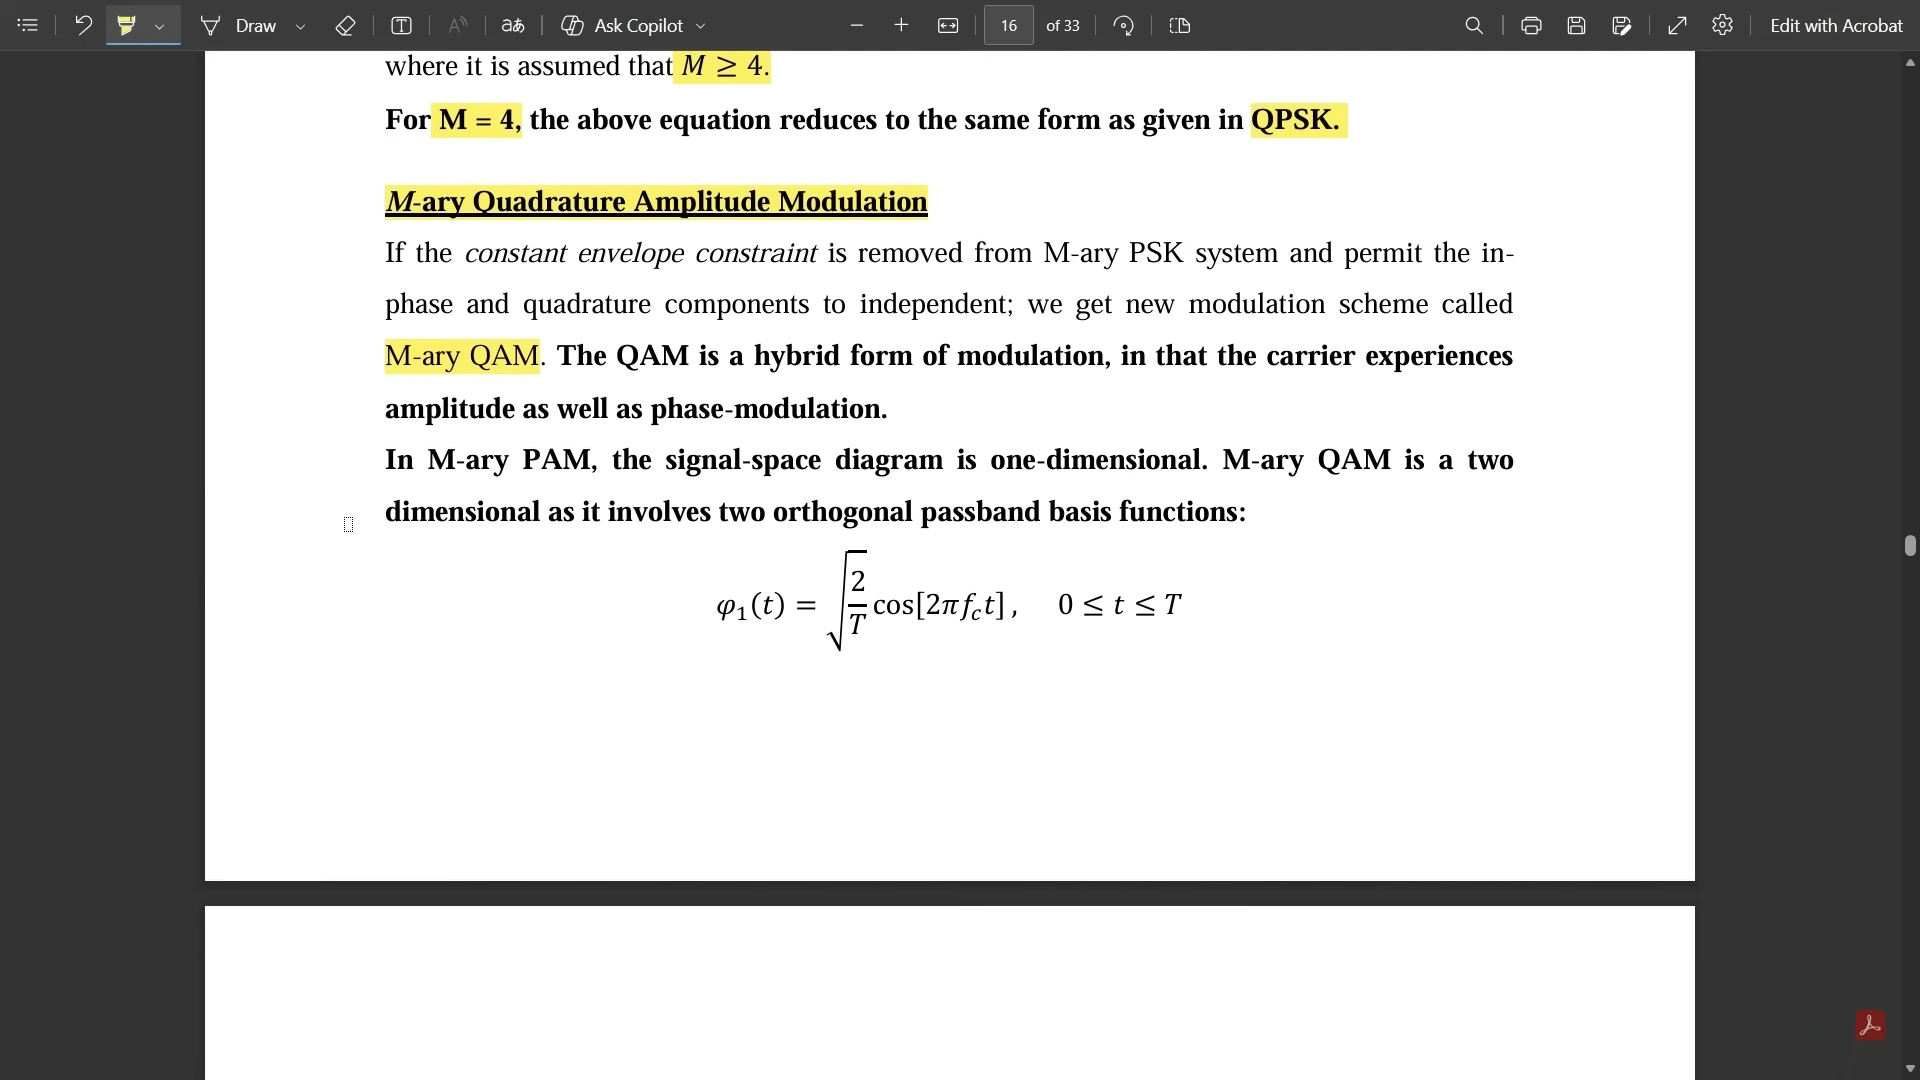 Draw
Ask Copilot
16 of 33
Edit with Acrobat
where it is assumed that M ≥ 4.
For M = 4, the above equation reduces to the same form as given in QPSK.
M-ary Quadrature Amplitude Modulation
If the constant envelope constraint is removed from M-ary PSK system and permit the in-
phase and quadrature components to independent; we get new modulation scheme called
M-ary QAM. The QAM is a hybrid form of modulation, in that the carrier experiences
amplitude as well as phase-modulation.
In M-ary PAM, the signal-space diagram is one-dimensional. M-ary QAM is a two
dimensional as it involves two orthogonal passband basis functions:
φ₁(t) = √(2/T) cos[2πf_c t], 0 ≤ t ≤ T